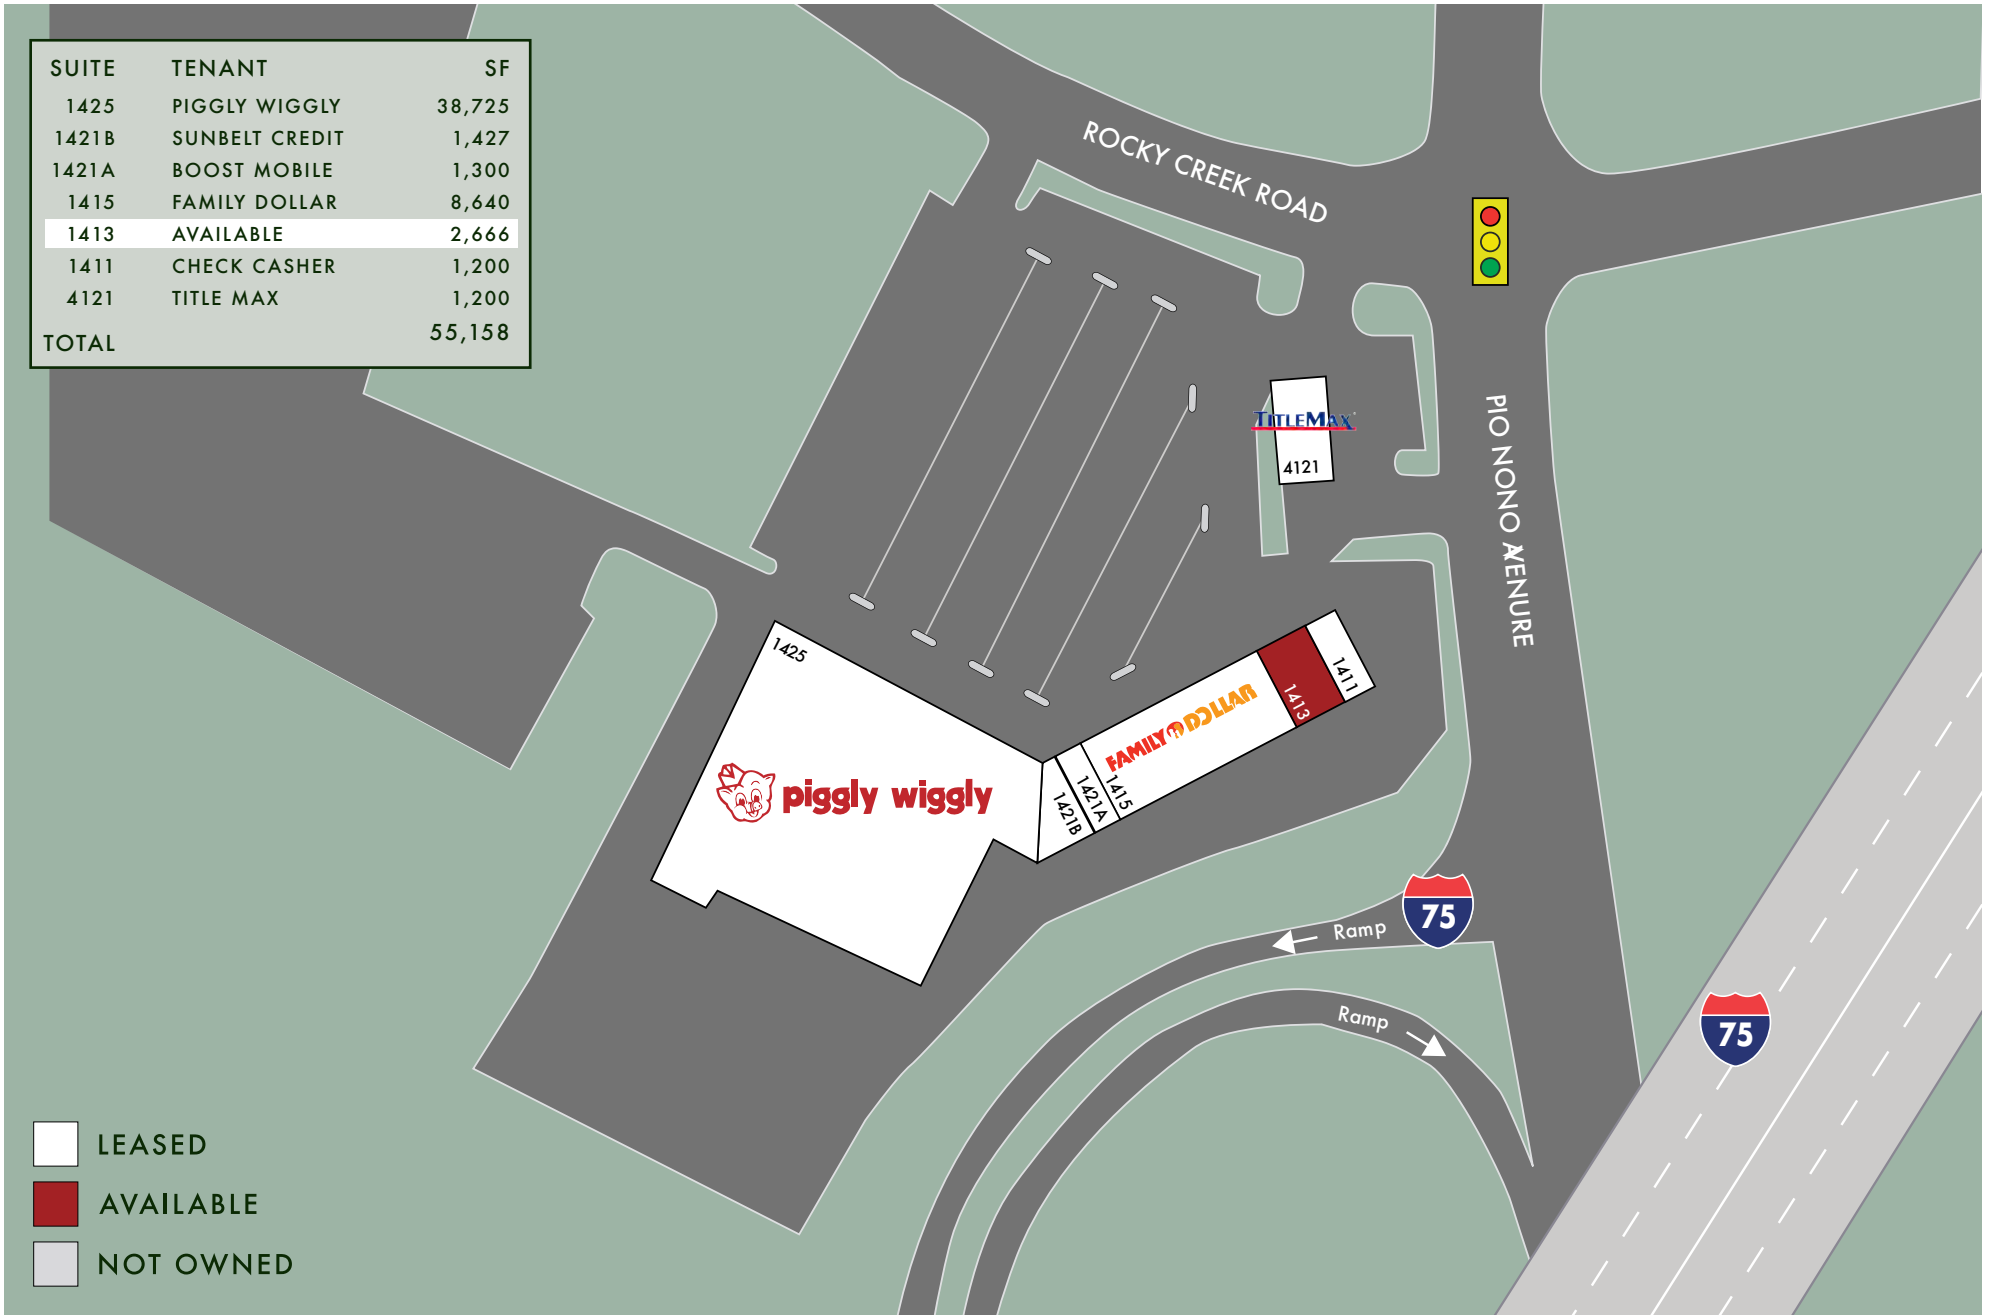 SUITE TENANT SF
1425 PIGGLY WIGGLY 38,725
1421B SUNBELT CREDIT 1,427
1421A BOOST MOBILE 1,300
1415 FAMILY DOLLAR 8,640
1413 AVAILABLE 2,666
1411 CHECK CASHER 1,200
4121 TITLE MAX 1,200
TOTAL 55,158
ROCKY CREEK ROAD
PIO NONO AVENURE
TITLEMAX
4121
1425
piggly wiggly
1421B
1421A
1415
FAMILY DOLLAR
1413
1411
75
Ramp
Ramp
75
LEASED
AVAILABLE
NOT OWNED